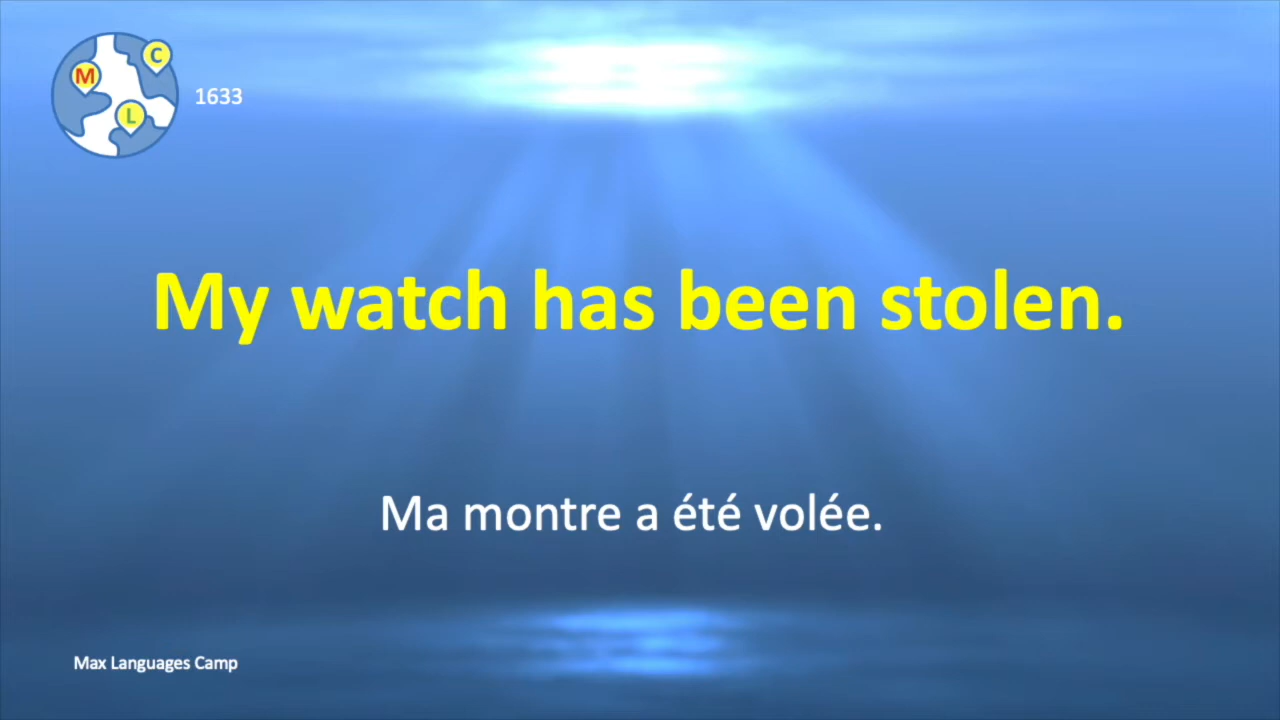 C
M
L
1633
My watch has been stolen.
Ma montre a été volée.
Max Languages Camp